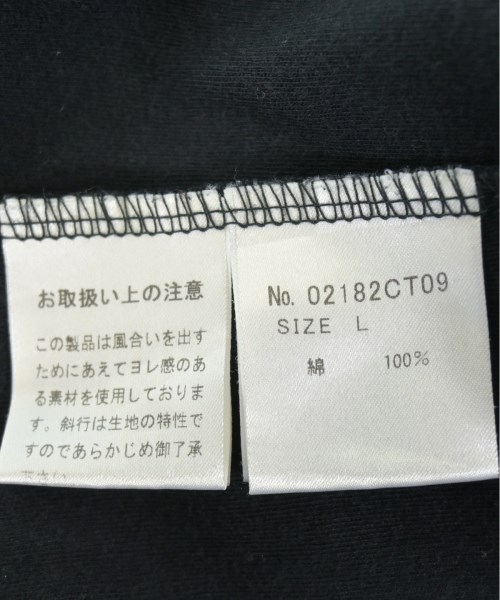 お取扱い上の注意
この製品は風合いを出す
ためにあえてヨレ感のあ
る素材を使用しておりま
す。斜行は生地の特性で
すのであらかじめ御了承
下さい
No. 02182CT09
SIZE L
綿 100%